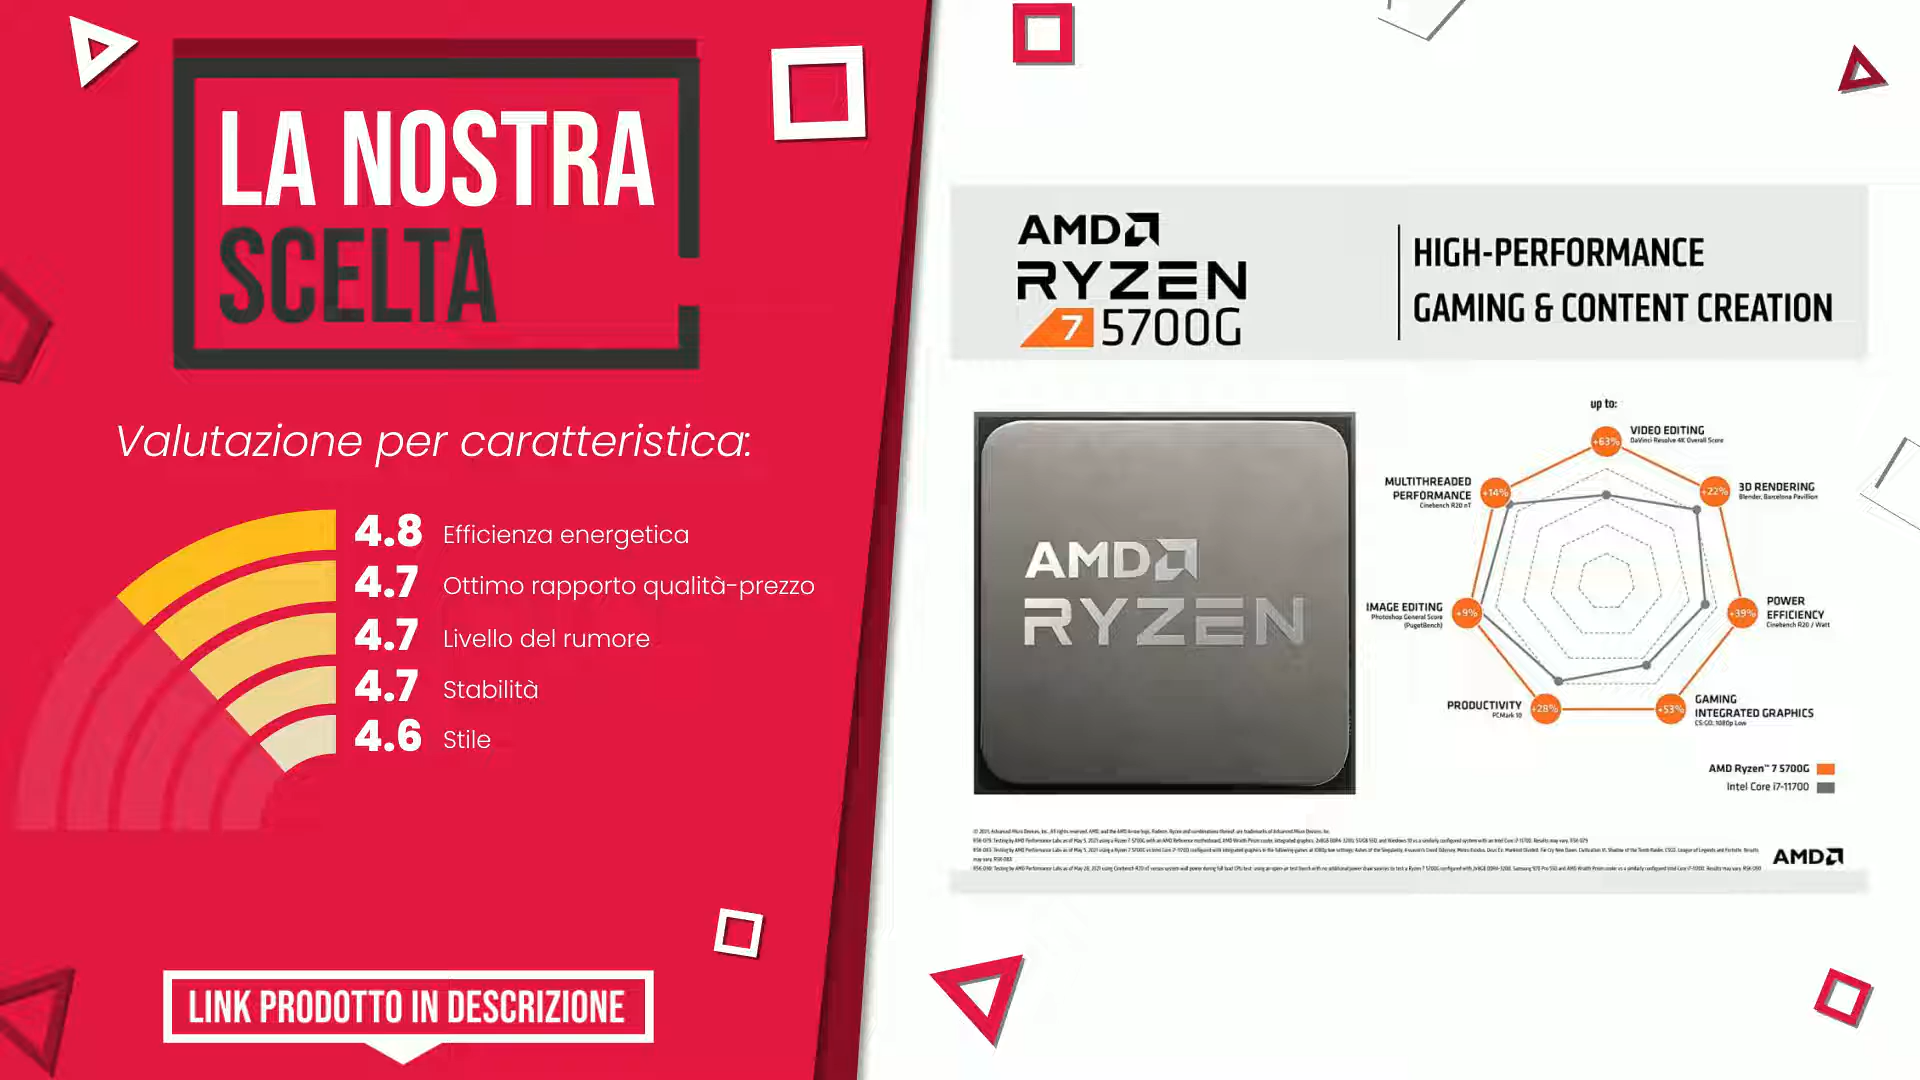 LA NOSTRA
SCELTA
Valutazione per caratteristica:
4.8 Efficienza energetica
4.7 Ottimo rapporto qualità-prezzo
4.7 Livello del rumore
4.7 Stabilità
4.6 Stile
LINK PRODOTTO IN DESCRIZIONE
AMD
RYZEN
7 5700G
HIGH-PERFORMANCE
GAMING & CONTENT CREATION
AMD
RYZEN
up to:
+63%
VIDEO EDITING
DaVinci Resolve 4K Overall Score
+22%
3D RENDERING
Blender, Barcelona Pavillion
+39%
POWER
EFFICIENCY
Cinebench R20 / Watt
+53%
GAMING
INTEGRATED GRAPHICS
CS:GO, 1080p Low
+28%
PRODUCTIVITY
PCMark 10
+9%
IMAGE EDITING
Photoshop General Score
(PugetBench)
+14%
MULTITHREADED
PERFORMANCE
Cinebench R20 nT
AMD Ryzen™ 7 5700G
Intel Core i7-11700
AMD